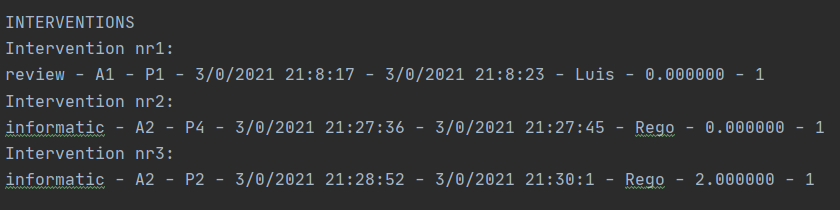 INTERVENTIONS
Intervention nr1:
review - A1 - P1 - 3/0/2021 21:8:17 - 3/0/2021 21:8:23 - Luis - 0.000000 - 1
Intervention nr2:
informatic - A2 - P4 - 3/0/2021 21:27:36 - 3/0/2021 21:27:45 - Rego - 0.000000 - 1
Intervention nr3:
informatic - A2 - P2 - 3/0/2021 21:28:52 - 3/0/2021 21:30:1 - Rego - 2.000000 - 1